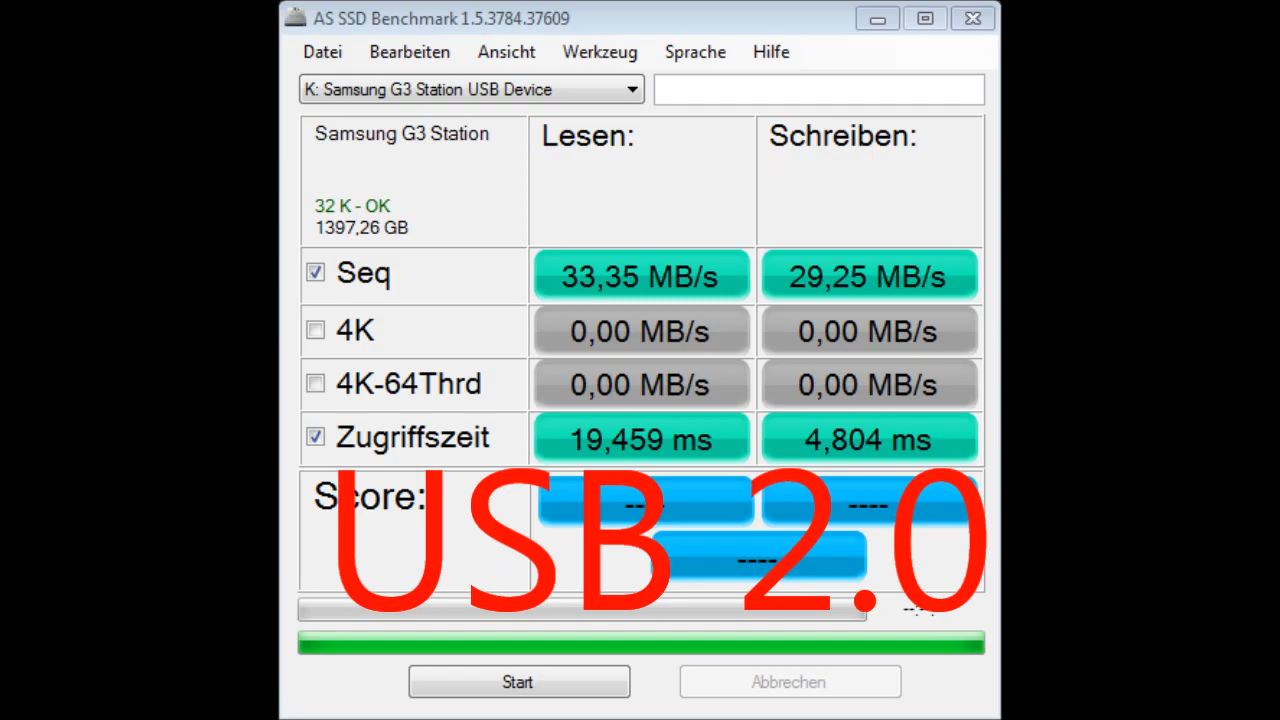 AS SSD Benchmark 1.5.3784.37609
Datei Bearbeiten Ansicht Werkzeug Sprache Hilfe
K: Samsung G3 Station USB Device
Samsung G3 Station
32 K - OK
1397,26 GB
Lesen: Schreiben:
Seq 33,35 MB/s 29,25 MB/s
4K 0,00 MB/s 0,00 MB/s
4K-64Thrd 0,00 MB/s 0,00 MB/s
Zugriffszeit 19,459 ms 4,804 ms
Score: ---- ----
----
USB 2.0
Start Abbrechen